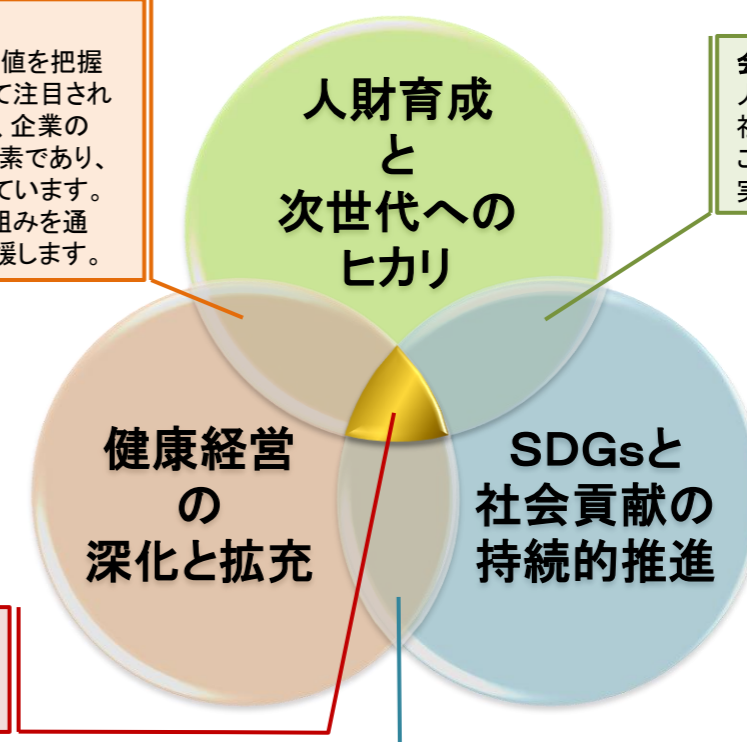 値を把握
て注目され
、企業の
素であり、
ています。
組みを通
援します。
人財育成
と
次世代への
ヒカリ
健康経営
の
深化と拡充
SDGsと
社会貢献の
持続的推進